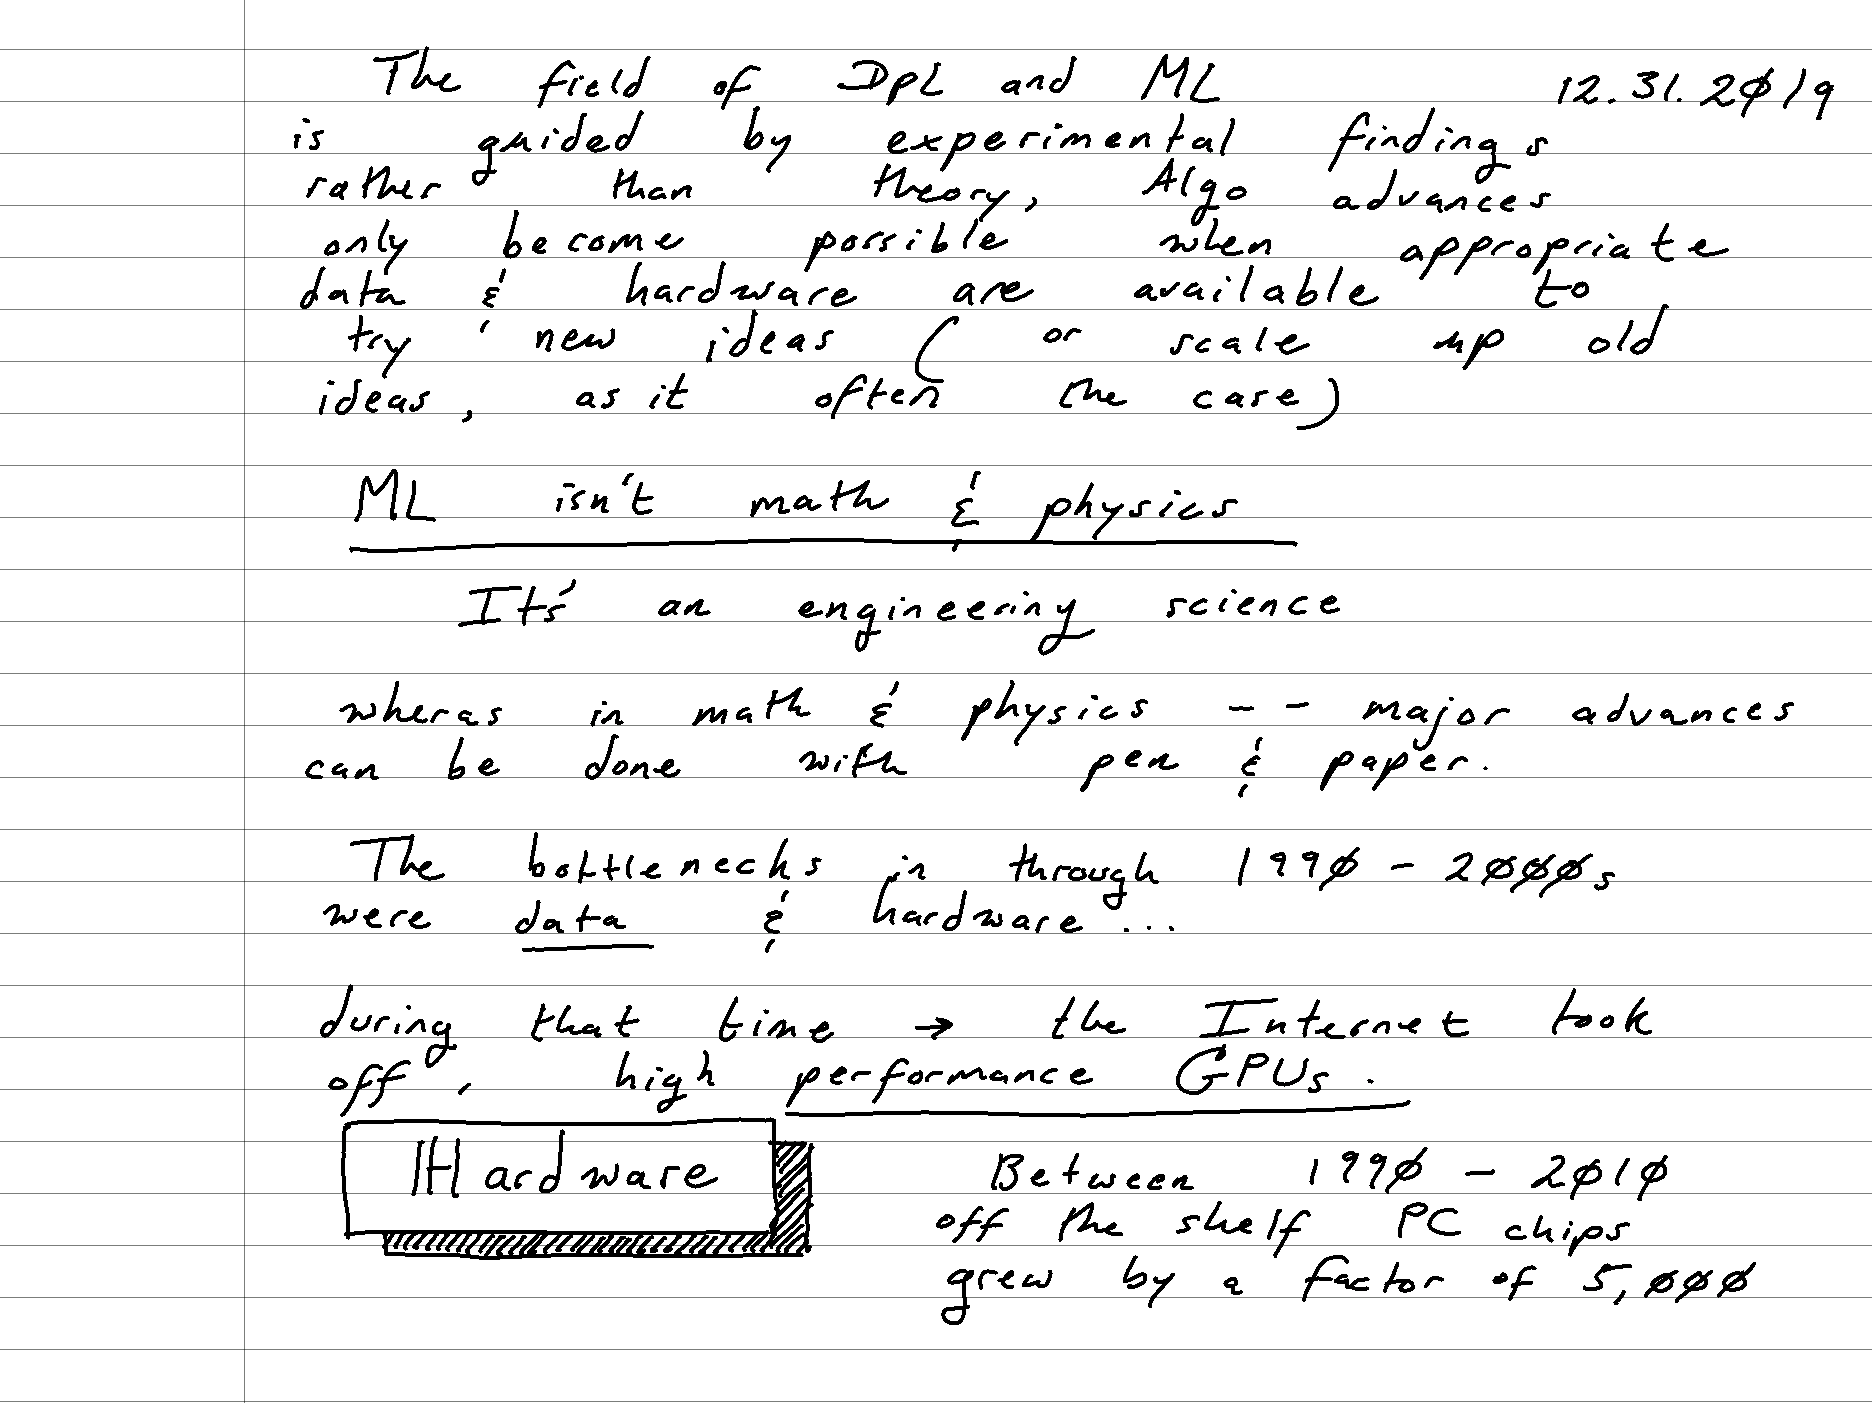 The field of DpL and ML 12.31.2019
is guided by experimental findings
rather than theory, Algo advances
only become possible when appropriate
data & hardware are available to
try new ideas (or scale up old
ideas, as it often the case)
ML isn't math & physics
It's an engineering science
wheras in math & physics -- major advances
can be done with pen & paper.
The bottlenecks in through 1990 - 2000s
were data & hardware...
during that time → the Internet took
off, high performance GPUs.
Hardware
Between 1990 - 2010
off the shelf PC chips
grew by a factor of 5,000